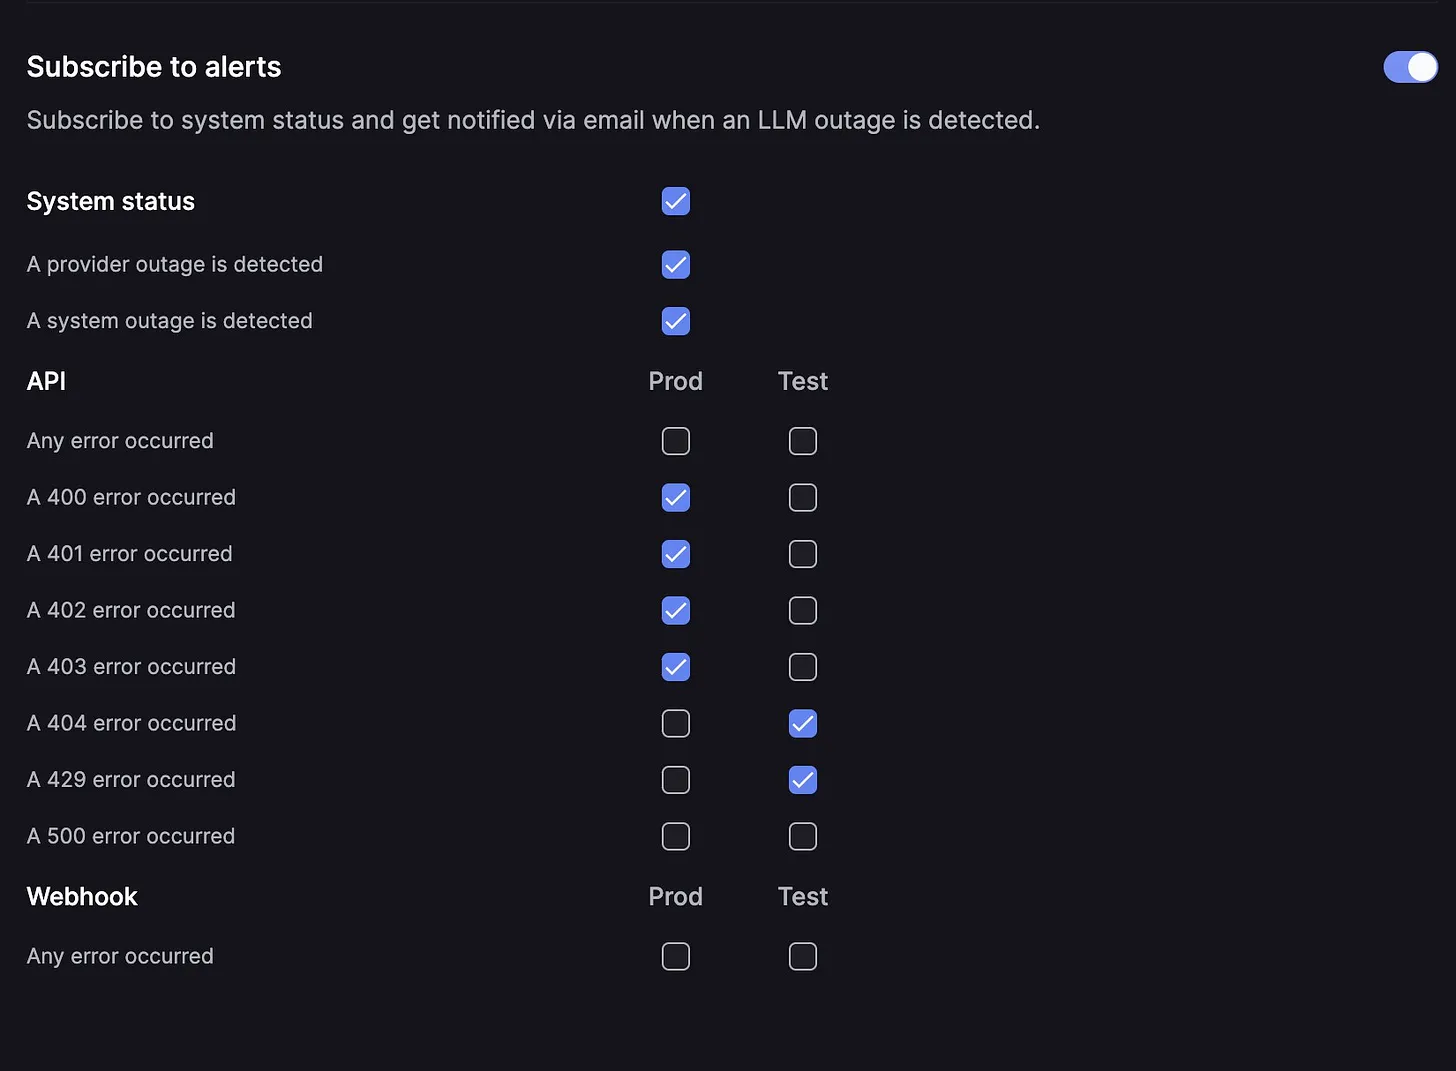 Subscribe to alerts
Subscribe to system status and get notified via email when an LLM outage is detected.
System status
A provider outage is detected
A system outage is detected
API Prod Test
Any error occurred
A 400 error occurred
A 401 error occurred
A 402 error occurred
A 403 error occurred
A 404 error occurred
A 429 error occurred
A 500 error occurred
Webhook Prod Test
Any error occurred